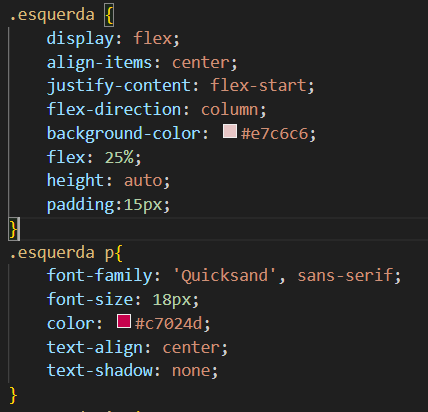 .esquerda {
    display: flex;
    align-items: center;
    justify-content: flex-start;
    flex-direction: column;
    background-color: #e7c6c6;
    flex: 25%;
    height: auto;
    padding:15px;
}
.esquerda p{
    font-family: 'Quicksand', sans-serif;
    font-size: 18px;
    color: #c7024d;
    text-align: center;
    text-shadow: none;
}